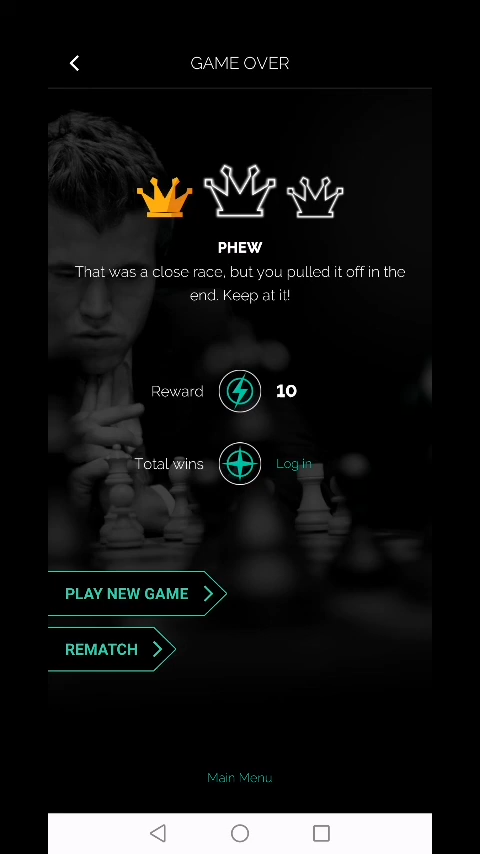 GAME OVER
PHEW
That was a close race, but you pulled it off in the
end. Keep at it!
Reward 10
Total wins Log in
PLAY NEW GAME
REMATCH
Main Menu